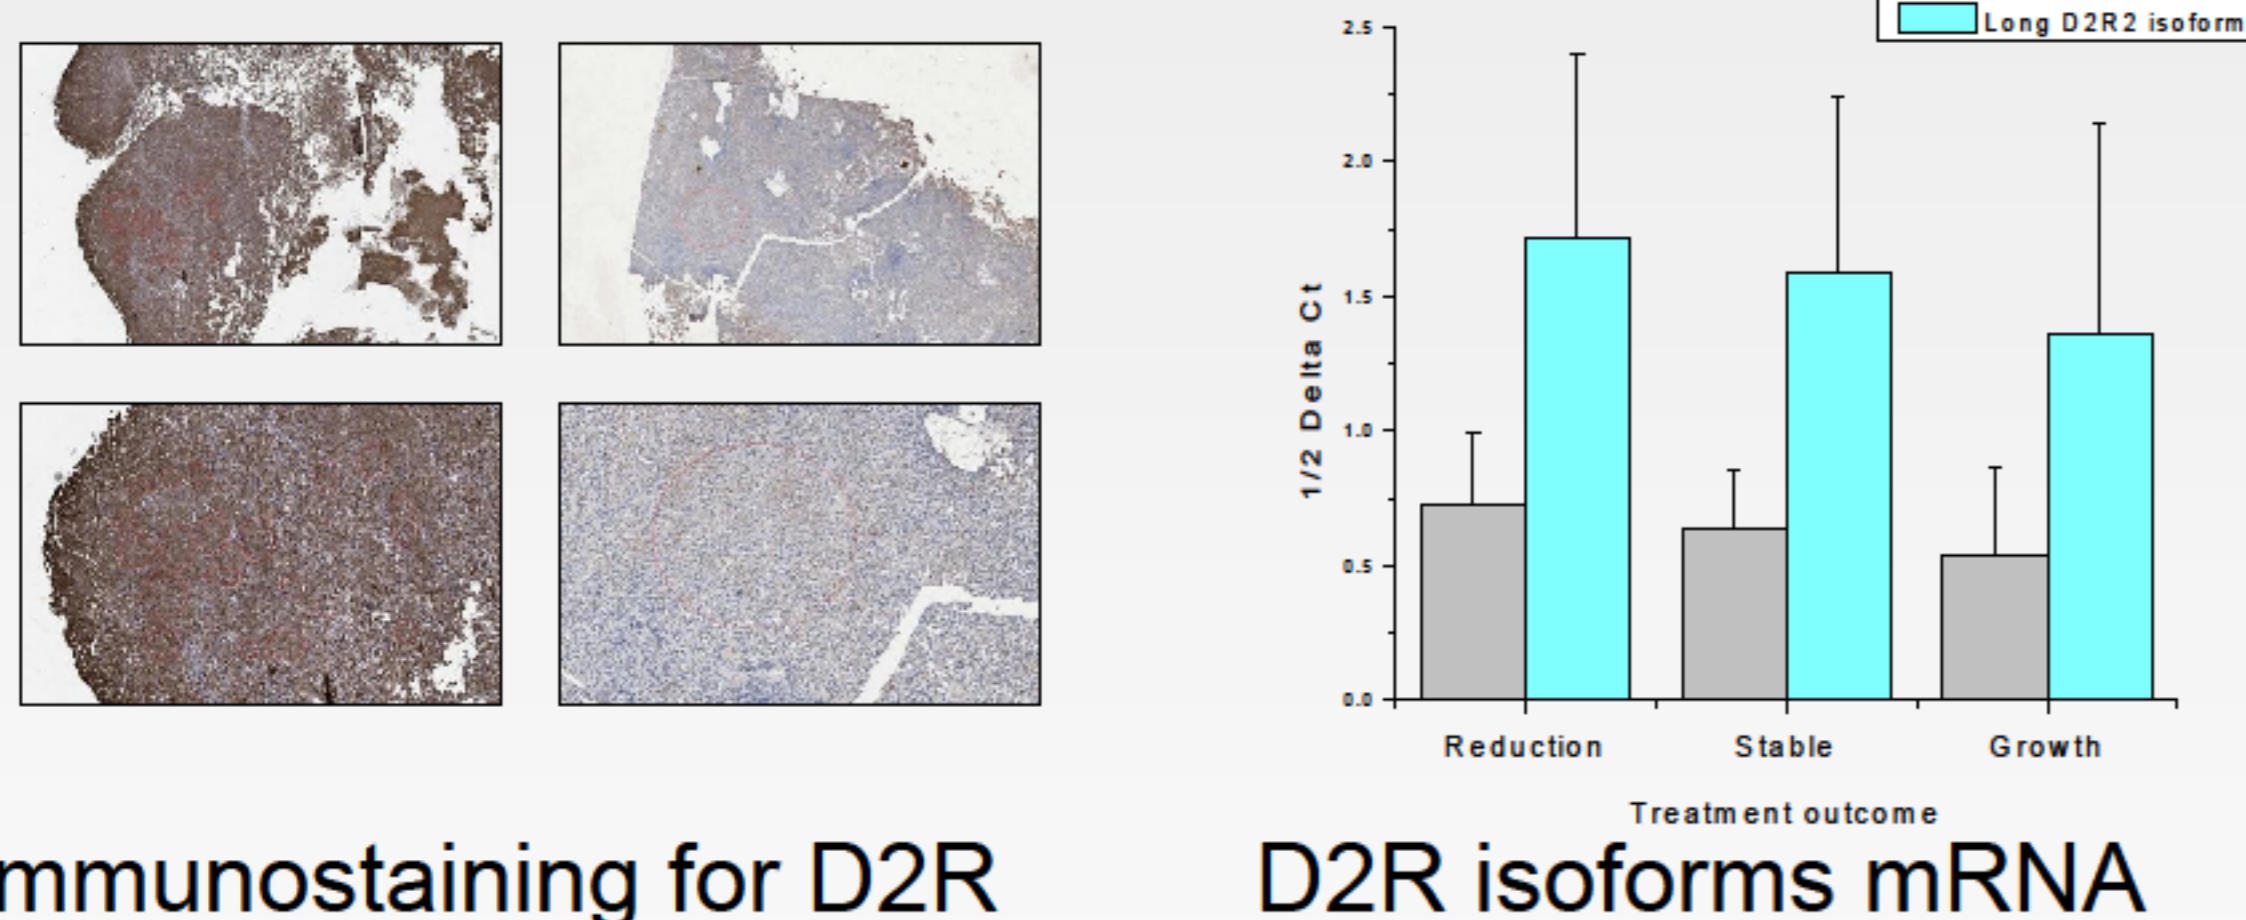 Long D2R2 isoform
2.5
2.0
1.5
1.0
0.5
0.0
1/2 Delta Ct
Reduction Stable Growth
Treatment outcome
mmunostaining for D2R
D2R isoforms mRNA